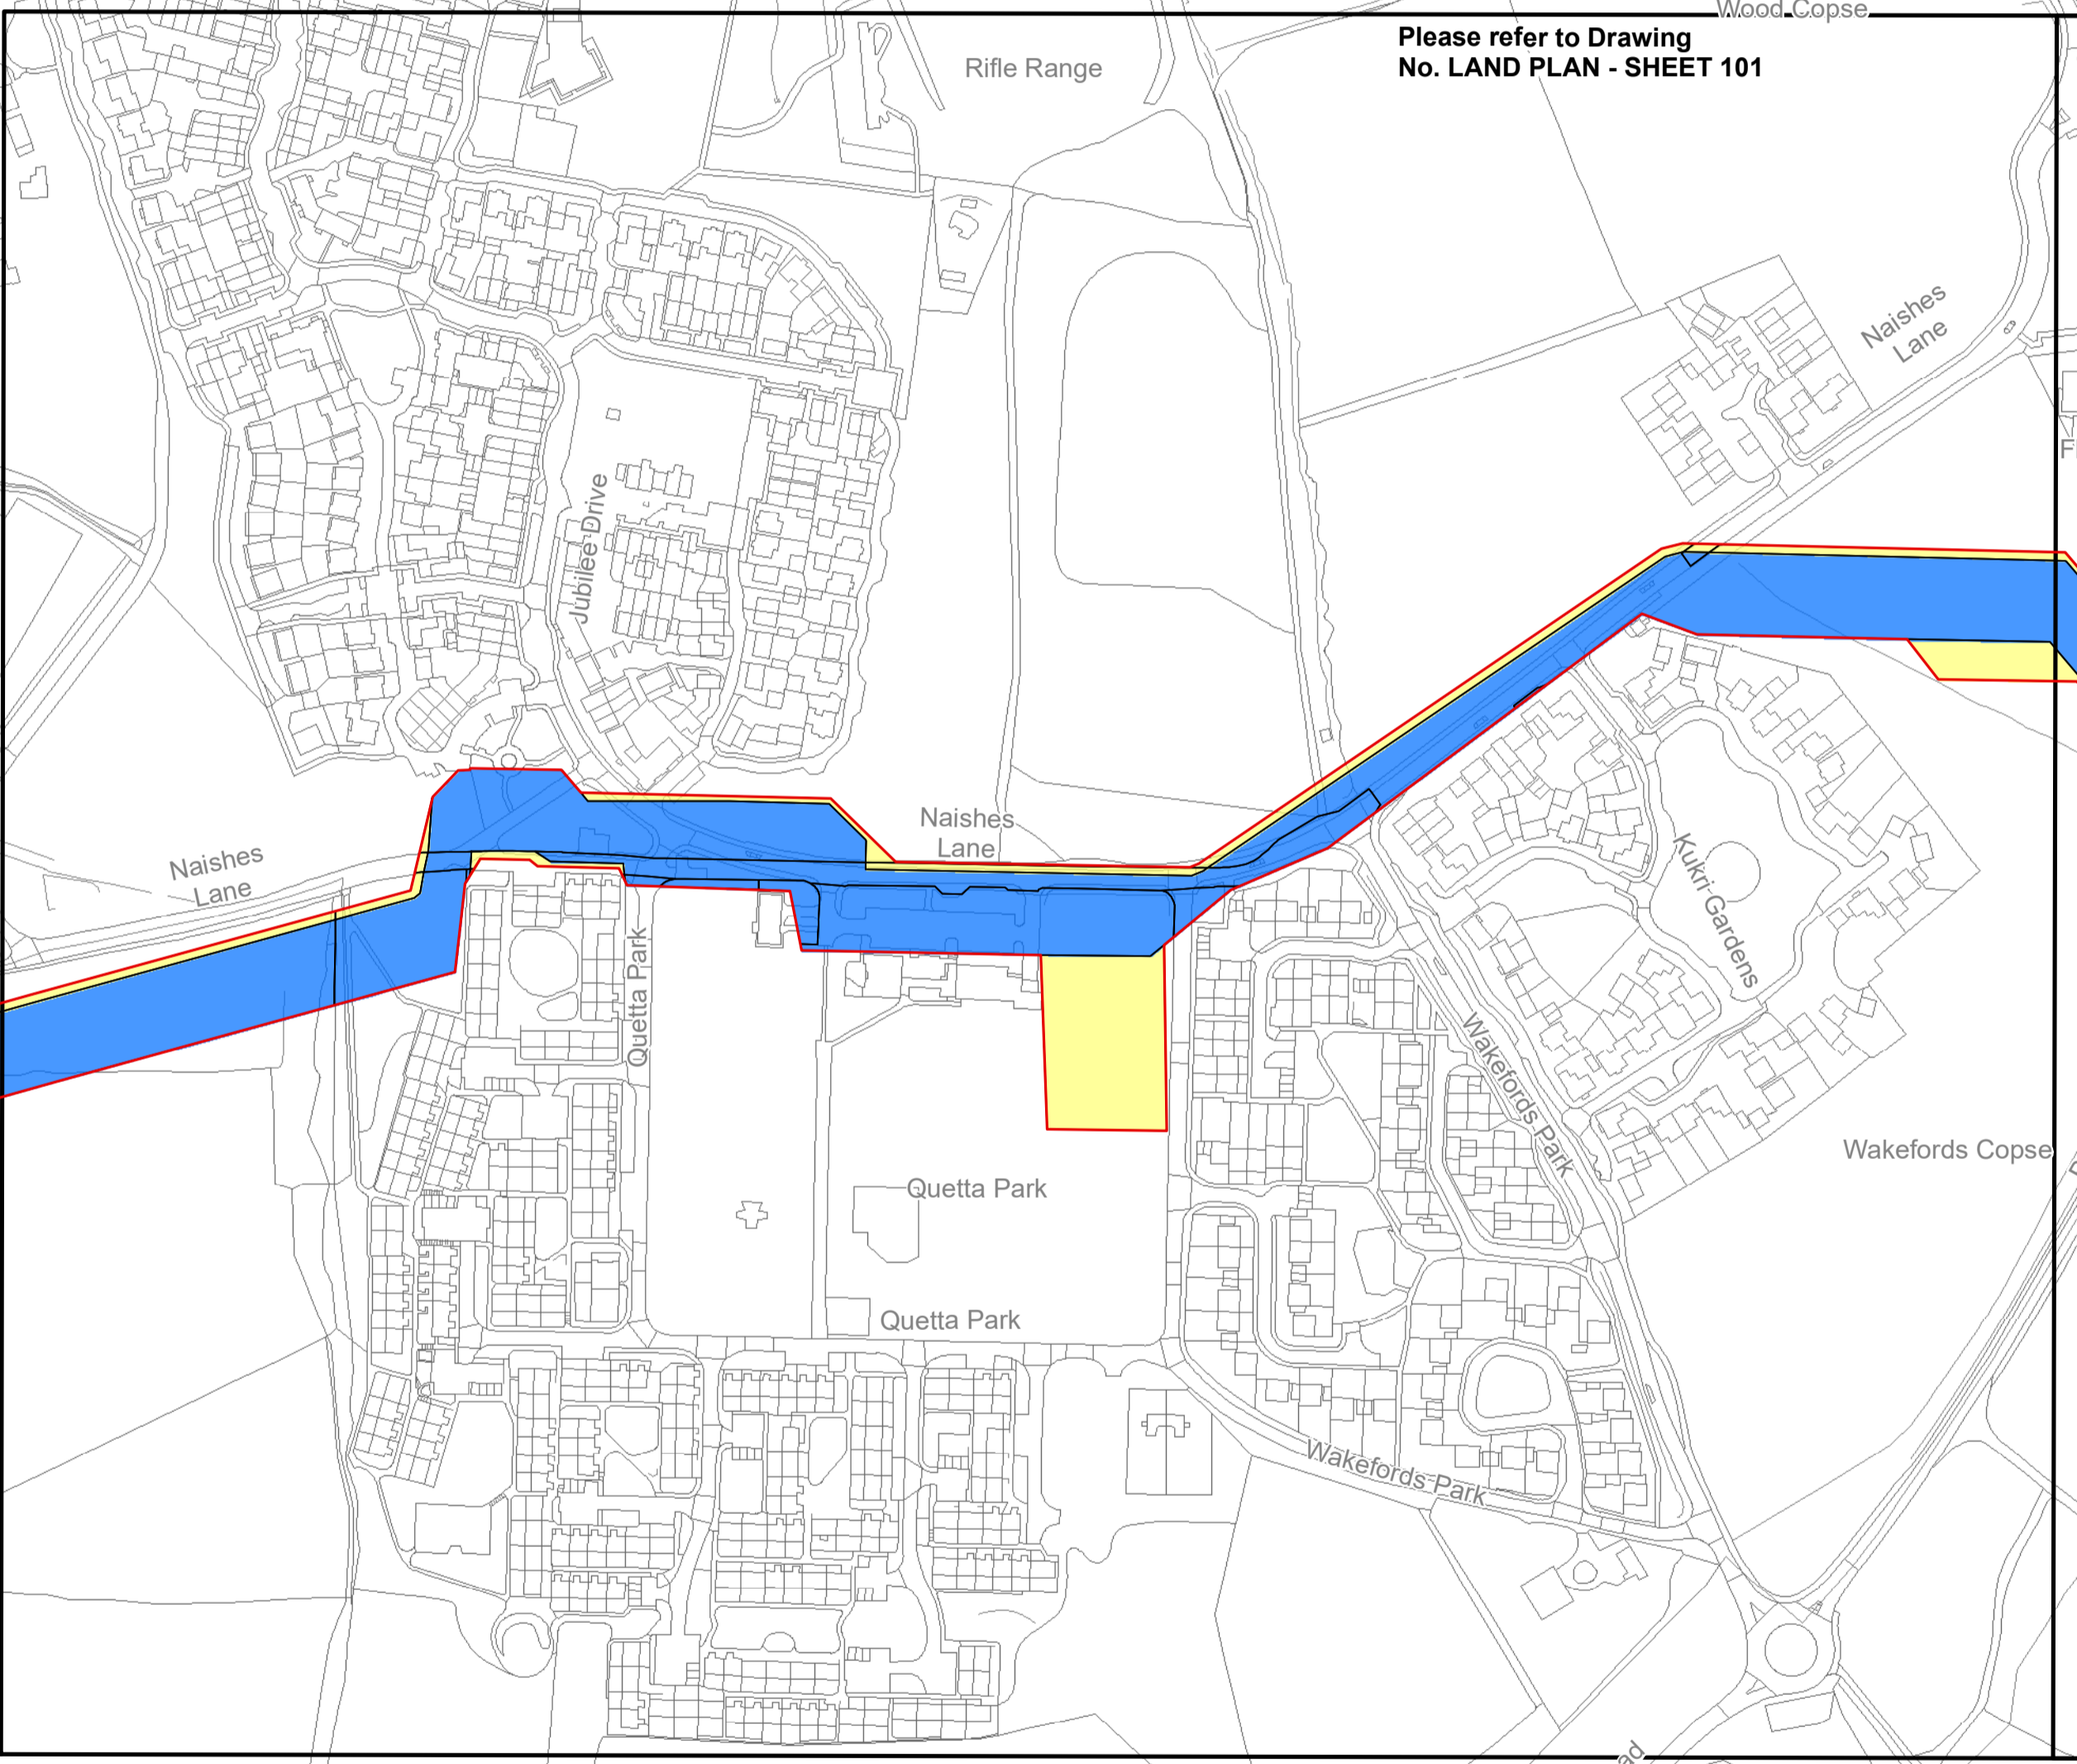 Wood Copse
Please refer to Drawing
No. LAND PLAN - SHEET 101
Rifle Range
Naishes
Lane
Jubilee Drive
Naishes
Lane
Naishes
Lane
Kukri-Gardens
Quetta Park
Wakefords Park
Wakefords Copse
Quetta Park
Quetta Park
Wakefords Park